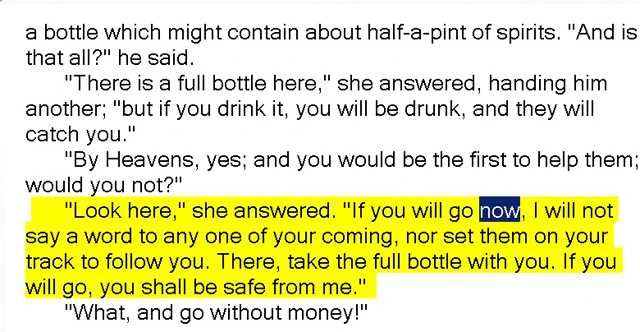 a bottle which might contain about half-a-pint of spirits. "And is
that all?" he said.
"There is a full bottle here," she answered, handing him
another; "but if you drink it, you will be drunk, and they will
catch you."
"By Heavens, yes; and you would be the first to help them;
would you not?"
"Look here," she answered. "If you will go now, I will not
say a word to any one of your coming, nor set them on your
track to follow you. There, take the full bottle with you. If you
will go, you shall be safe from me."
"What, and go without money!"